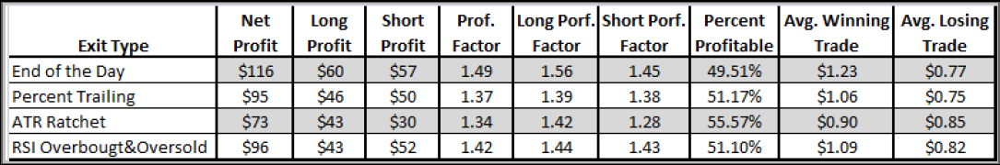 Exit Type Net Profit Long Profit Short Profit Prof. Factor Long Porf. Factor Short Porf. Factor Percent Profitable Avg. Winning Trade Avg. Losing Trade
End of the Day $116 $60 $57 1.49 1.56 1.45 49.51% $1.23 $0.77
Percent Trailing $95 $46 $50 1.37 1.39 1.38 51.17% $1.06 $0.75
ATR Ratchet $73 $43 $30 1.34 1.42 1.28 55.57% $0.90 $0.85
RSI Overbougt&Oversold $96 $43 $52 1.42 1.44 1.43 51.10% $1.09 $0.82